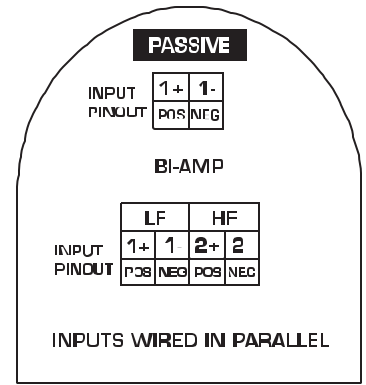 PASSIVE
INPUT PINOUT
1+ 1-
POS NEG
BI-AMP
LF HF
INPUT PINOUT
1+ 1- 2+ 2
POS NEG POS NEG
INPUTS WIRED IN PARALLEL